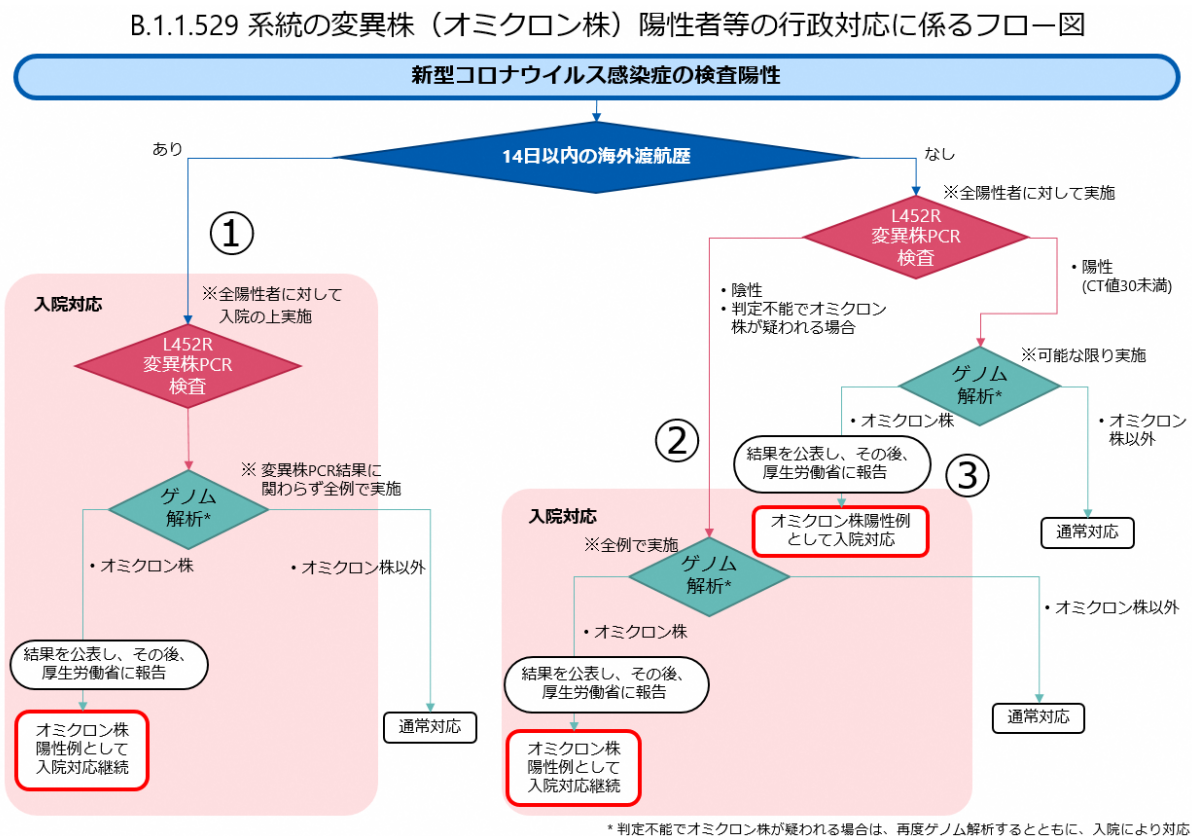 B.1.1.529 系統の変異株（オミクロン株）陽性者等の行政対応に係るフロー図
新型コロナウイルス感染症の検査陽性
14日以内の海外渡航歴
あり
なし
①
入院対応
※全陽性者に対して
入院の上実施
L452R
変異株PCR
検査
※ 変異株PCR結果に
関わらず全例で実施
ゲノム
解析*
・オミクロン株
・オミクロン株以外
結果を公表し、その後、
厚生労働省に報告
オミクロン株
陽性例として
入院対応継続
通常対応
※全陽性者に対して実施
L452R
変異株PCR
検査
・陰性
・判定不能でオミクロン
株が疑われる場合
・陽性
(CT値30未満)
②
入院対応
※全例で実施
ゲノム
解析*
・オミクロン株
・オミクロン株以外
結果を公表し、その後、
厚生労働省に報告
オミクロン株
陽性例として
入院対応継続
通常対応
※可能な限り実施
ゲノム
解析*
・オミクロン株
・オミクロン
株以外
結果を公表し、その後、
厚生労働省に報告
③
オミクロン株陽性例
として入院対応
通常対応
* 判定不能でオミクロン株が疑われる場合は、再度ゲノム解析するとともに、入院により対応